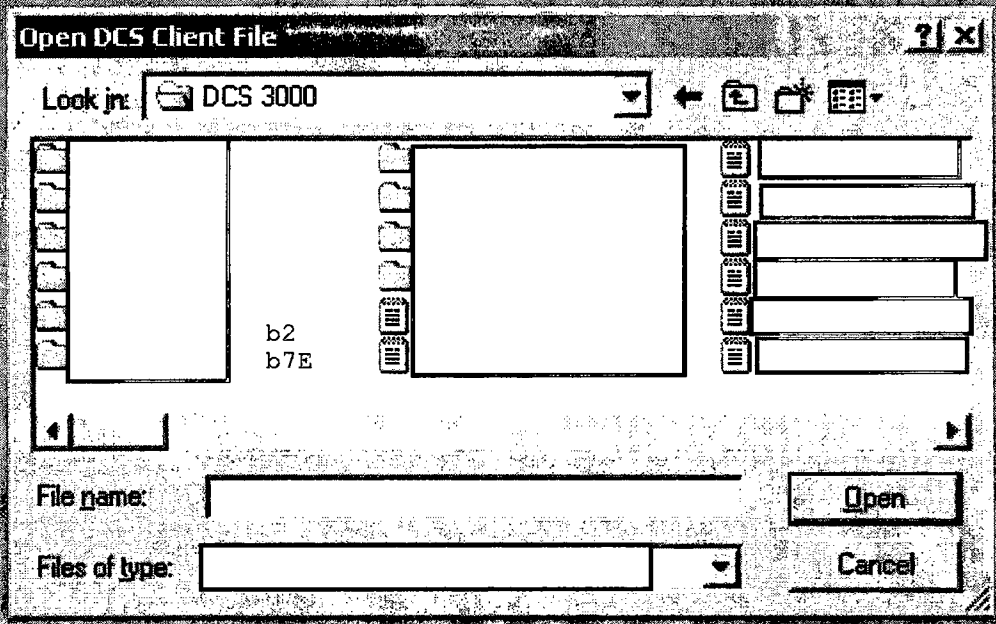 Open DCS Client File
Look in: DCS 3000
b2
b7E
File name:
Open
Files of type:
Cancel